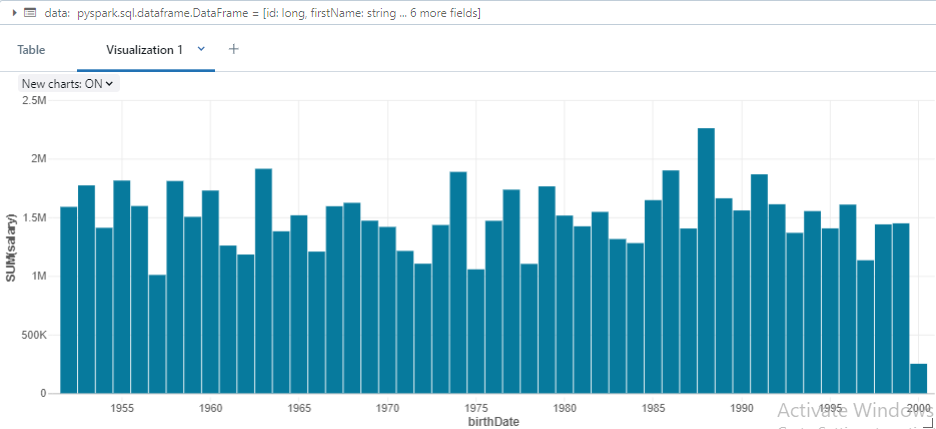 data: pyspark.sql.dataframe.DataFrame = [id: long, firstName: string ... 6 more fields]
Table
Visualization 1
+
New charts: ON
2.5M
2M
1.5M
1M
500K
0
SUM(salary)
1955 1960 1965 1970 1975 1980 1985 1990 1995 2000
birthDate
Activate Windows